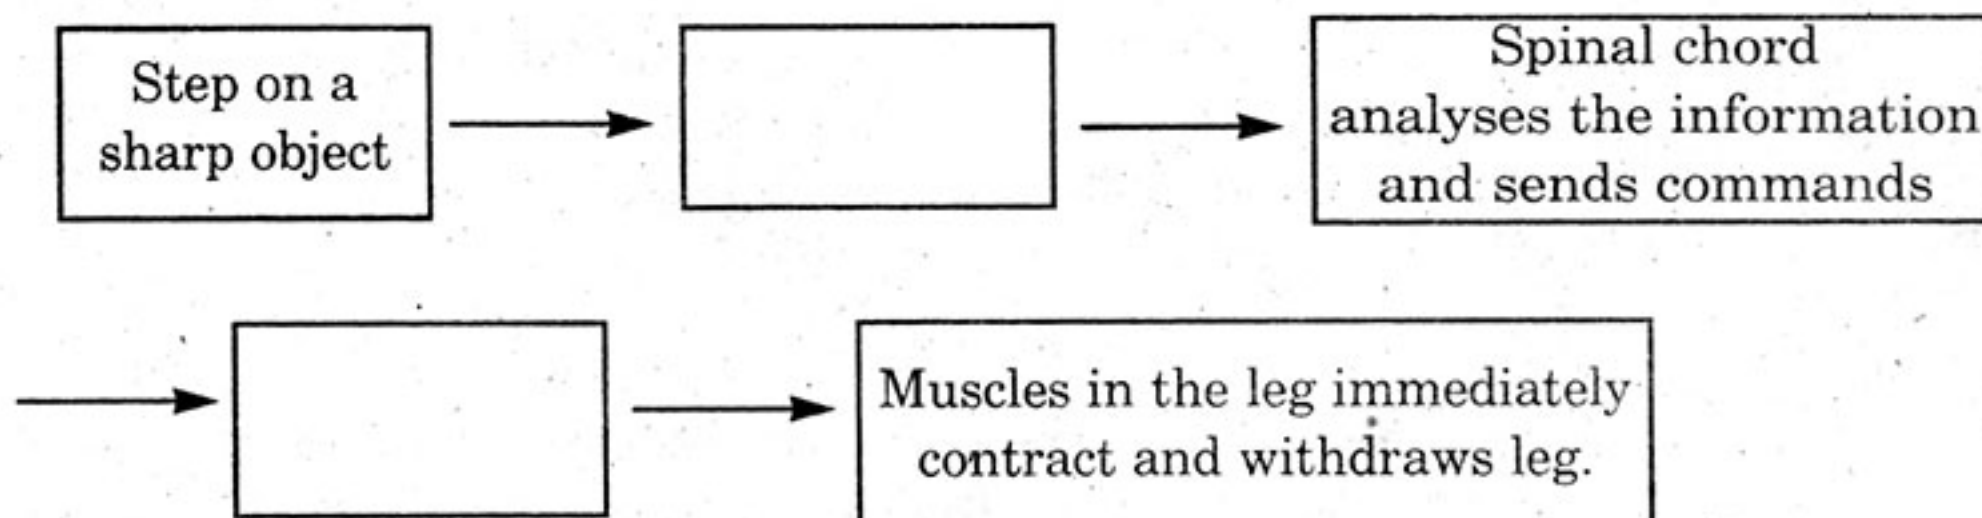 Step on a
sharp object
Spinal chord
analyses the information
and sends commands
Muscles in the leg immediately
contract and withdraws leg.